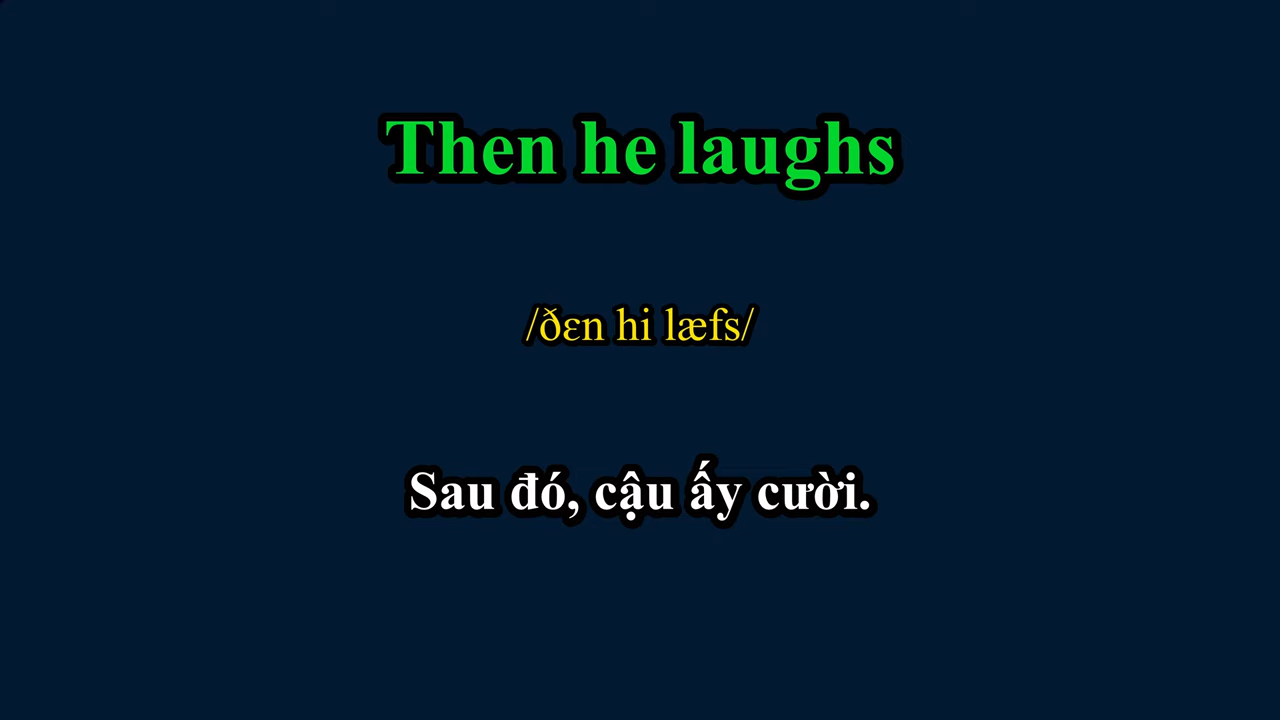 Then he laughs
/ðɛn hi læfs/
Sau đó, cậu ấy cười.